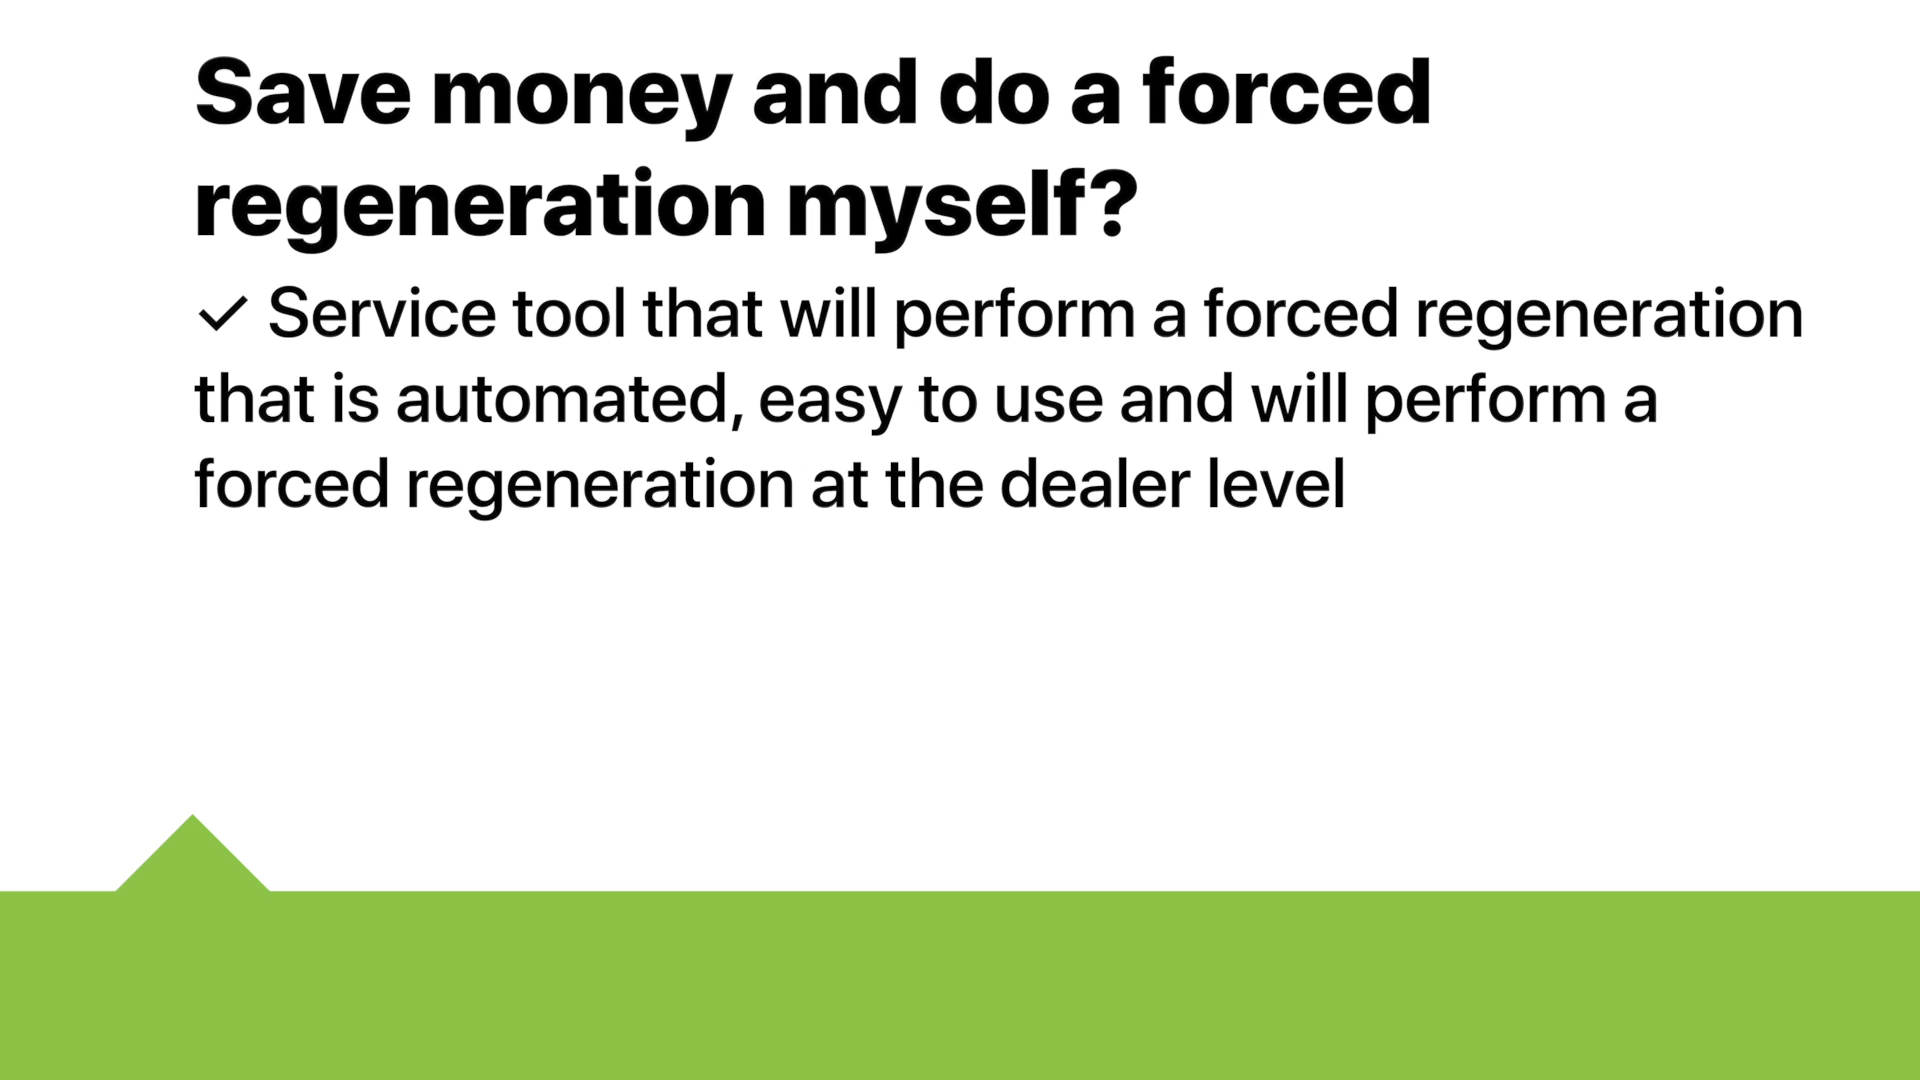 Save money and do a forced
regeneration myself?
✓ Service tool that will perform a forced regeneration
that is automated, easy to use and will perform a
forced regeneration at the dealer level